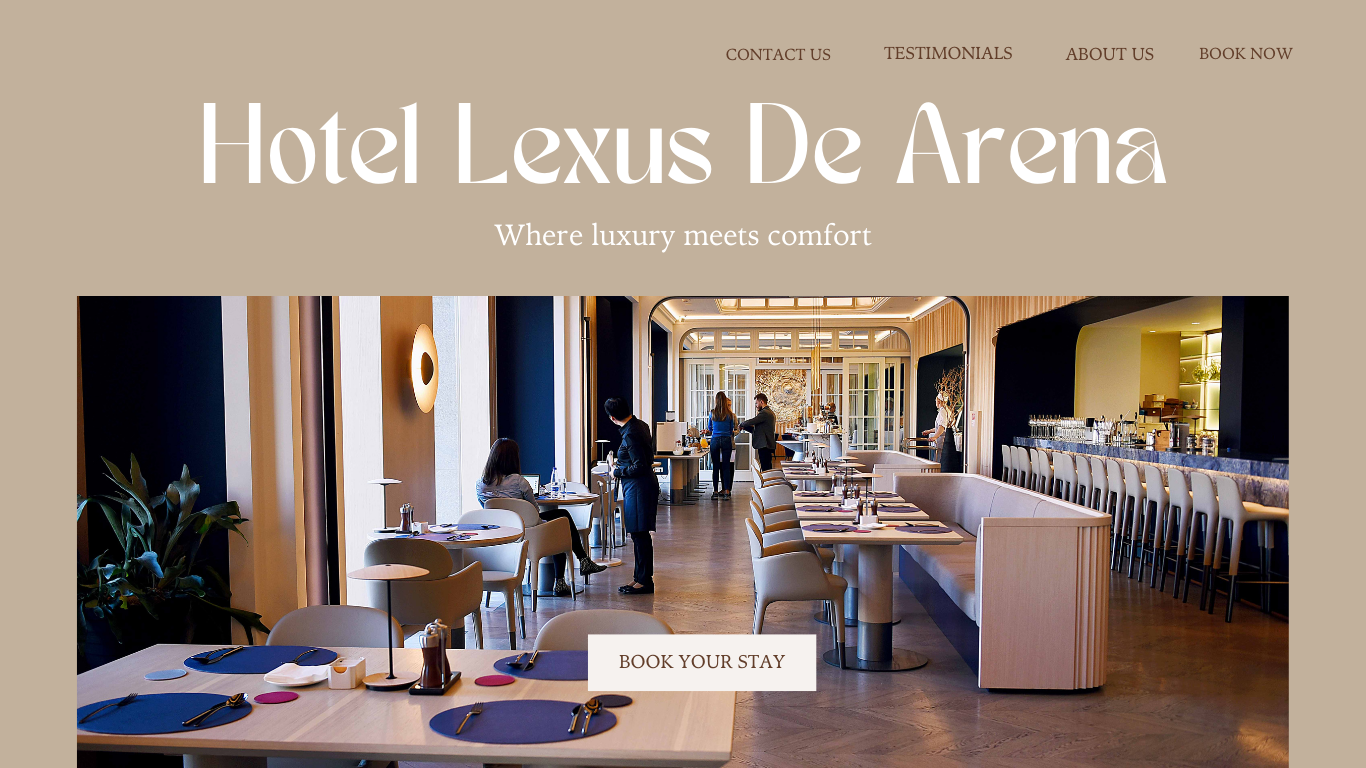 CONTACT US TESTIMONIALS ABOUT US BOOK NOW
Hotel Lexus De Arena
Where luxury meets comfort
BOOK YOUR STAY